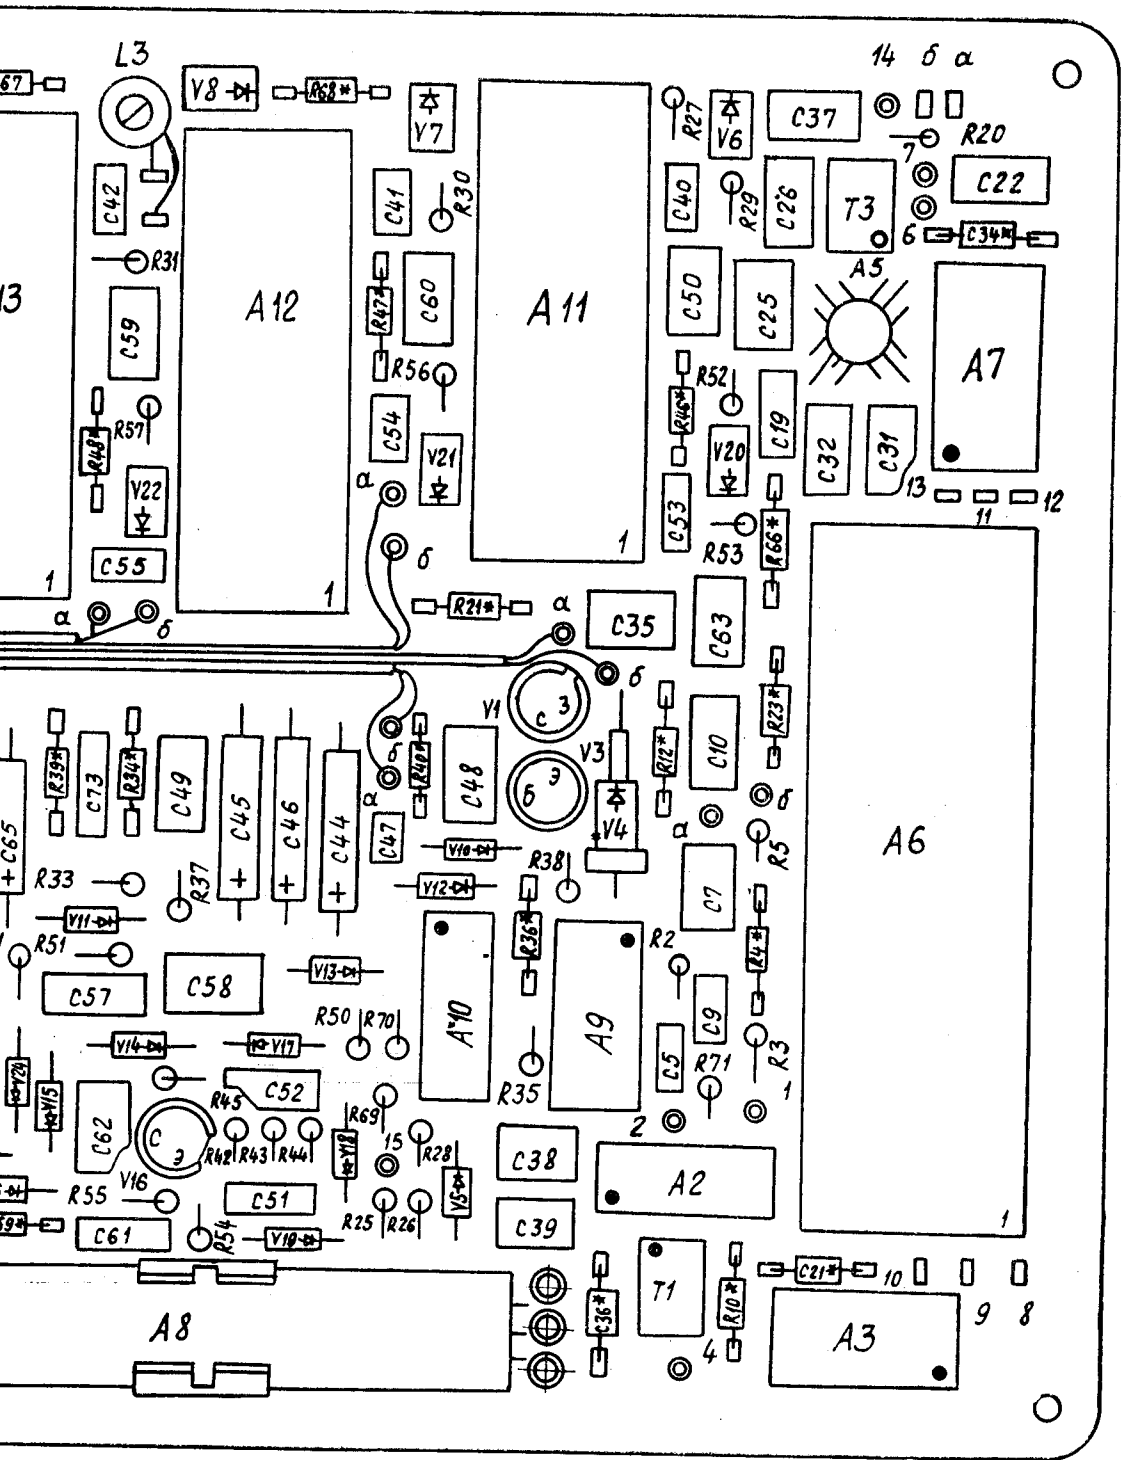 L3
67
V8
R68*
V7
R27
V6
C37
14 б а
R20
7
C42
C41
R30
C40
R29
C26
T3
C22
6
C34*
R31
A5
13
C59
A12
R47*
C60
A11
C50
C25
A7
R56
R52
R48*
R57
C54
V21
R46*
V20
C19
C32
C31
13
11
12
V22
а
C53
R53
R66*
C55
1
1
б
1
а
б
R21*
а
C35
C63
б
V1
С З
R23*
R39*
C73
R34*
C49
C45
C46
C44
б
а
R40*
C48
V3
R12*
C10
б
а
Э
б
V4
*
R5
A6
+C65
+
+
+
C47
V10
R33
R37
V12
R38
C7
V11
R51
R36*
R2
R4*
V13
C57
C58
R50
R70
A10
A9
C9
C5
R71
R3
1
V14
V17
R35
V24
V15
R45
C52
R69
2
C62
С
Э
R42
R43
R44
V18
15
R28
C38
A2
V16
R55
C51
V5
R25
R26
C39
1
59*
C61
R54
V19
A8
C36*
T1
R10*
C21*
10
9
8
4
A3